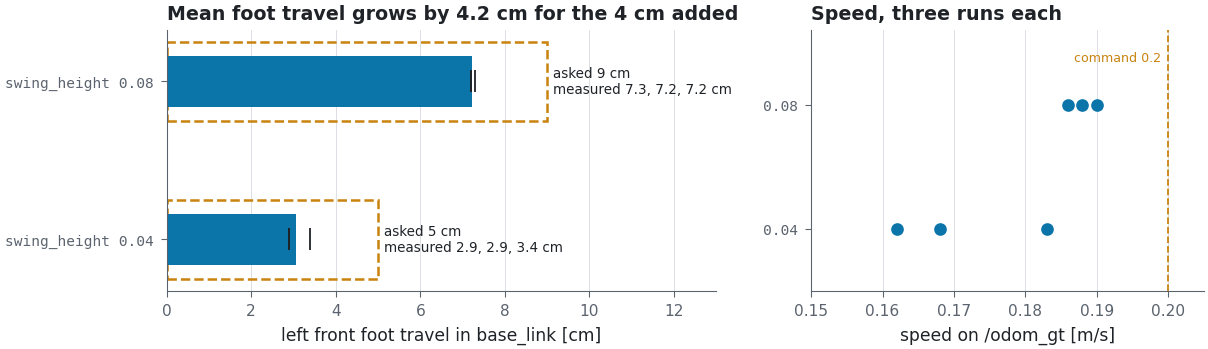 Mean foot travel grows by 4.2 cm for the 4 cm added
swing_height 0.08
asked 9 cm
measured 7.3, 7.2, 7.2 cm
swing_height 0.04
asked 5 cm
measured 2.9, 2.9, 3.4 cm
0 2 4 6 8 10 12
left front foot travel in base_link [cm]
Speed, three runs each
command 0.2
0.08
0.04
0.15 0.16 0.17 0.18 0.19 0.20
speed on /odom_gt [m/s]